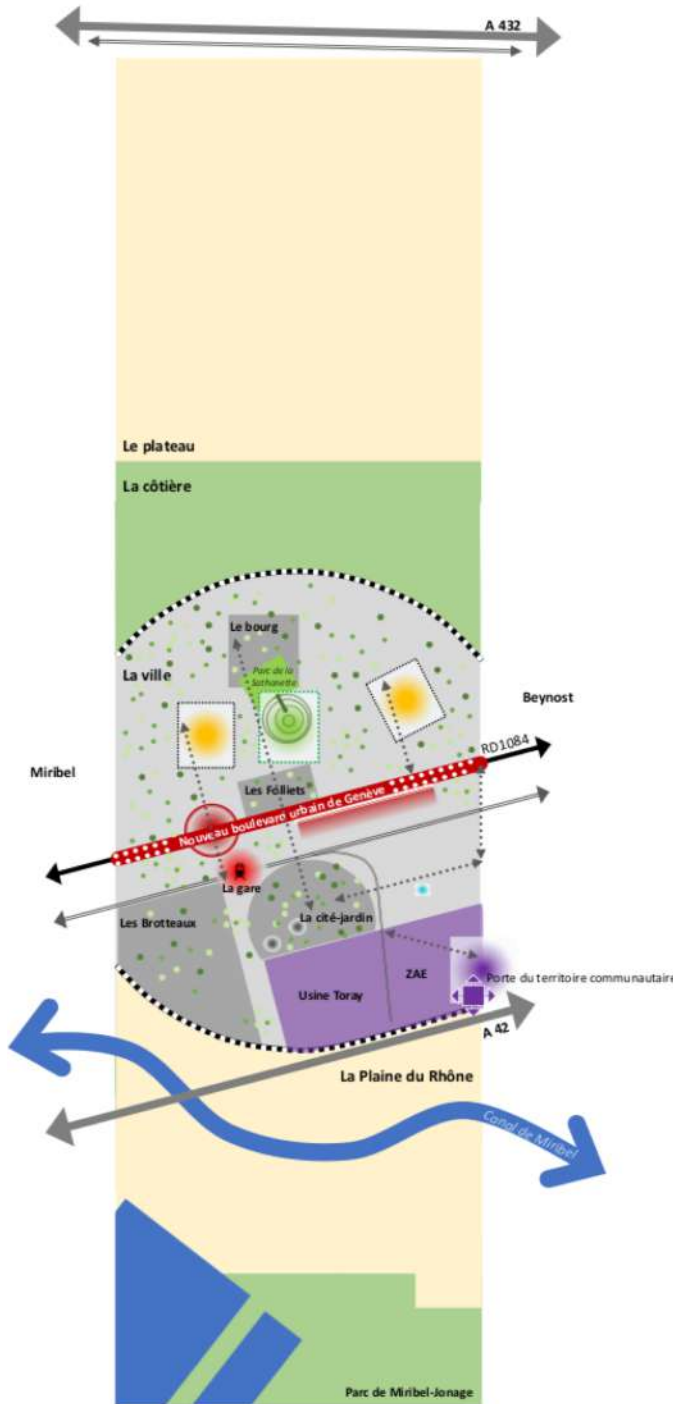 A 432
Le plateau
La côtière
Le bourg
Parc de la
Sathonette
La ville
Beynost
RD1084
Miribel
Les Folliets
Nouveau boulevard urbain de Genève
La gare
Les Brotteaux
La cité-jardin
Usine Toray
ZAE
Porte du territoire communautaire
A 42
La Plaine du Rhône
Canal de Miribel
Parc de Miribel-Jonage